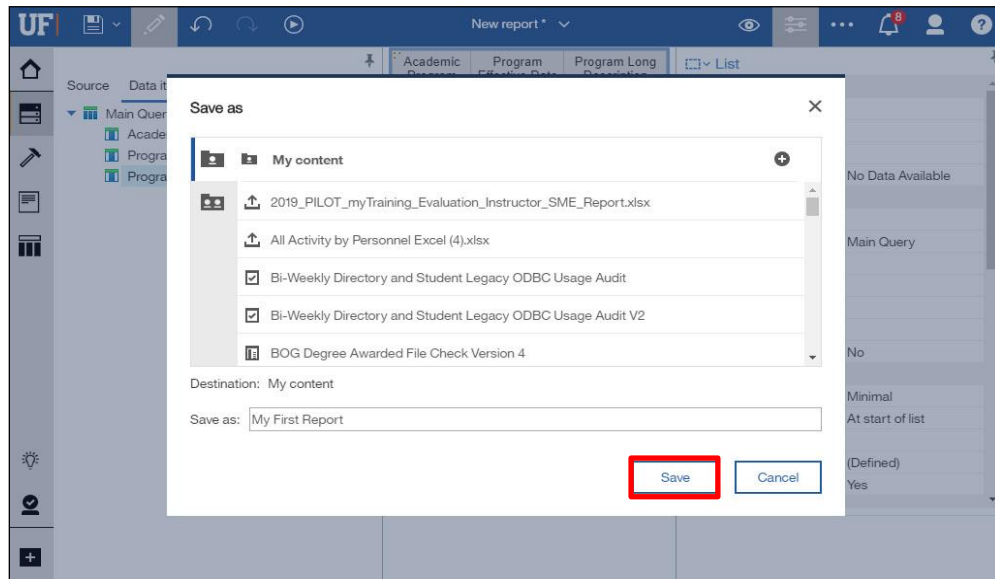 UF
New report*
8
?
Academic Program Program Long
Program Effective Date Description
List
Source Data it
Main Quer
Acade
Progra
Progra
No Data Available
Main Query
No
Minimal
At start of list
(Defined)
Yes
Save as
My content
2019_PILOT_myTraining_Evaluation_Instructor_SME_Report.xlsx
All Activity by Personnel Excel (4).xlsx
Bi-Weekly Directory and Student Legacy ODBC Usage Audit
Bi-Weekly Directory and Student Legacy ODBC Usage Audit V2
BOG Degree Awarded File Check Version 4
Destination: My content
Save as: My First Report
Save Cancel